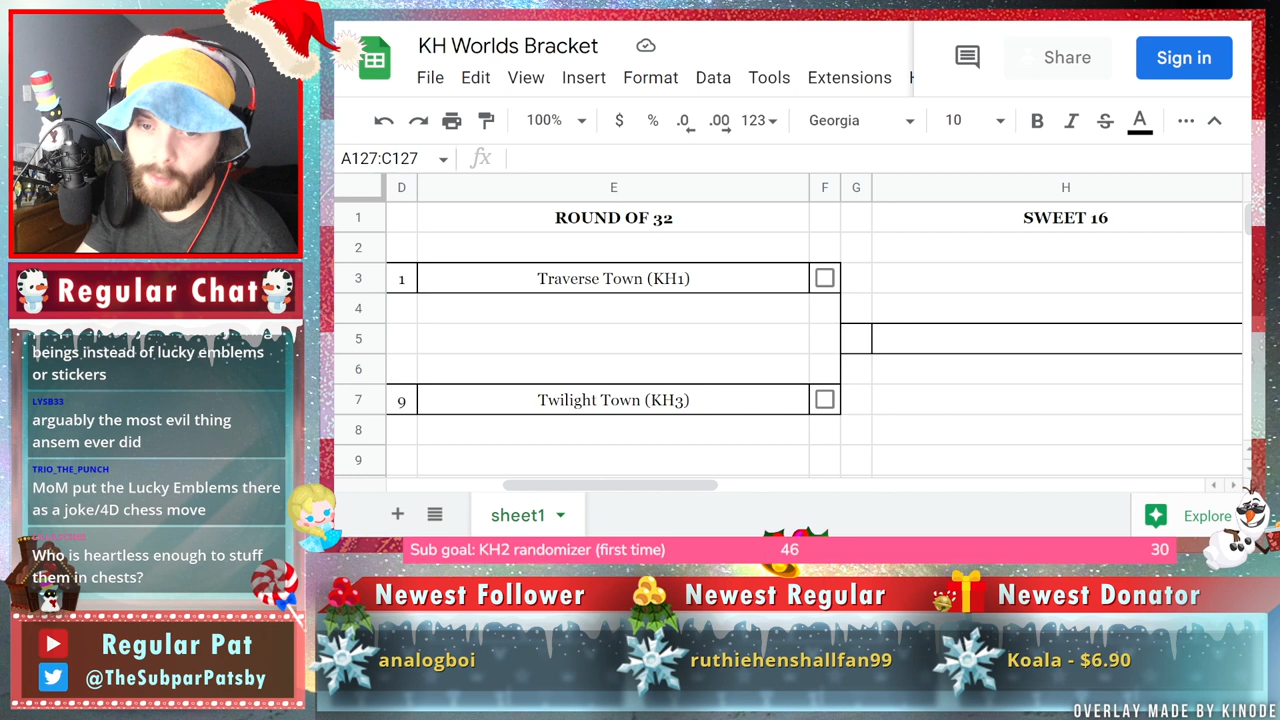 KH Worlds Bracket
Share
Sign in
File Edit View Insert Format Data Tools Extensions
100% $ % .0 .00 123 Georgia 10 B I S A
A127:C127 fx
D E F G H
1 ROUND OF 32 SWEET 16
2
3 1 Traverse Town (KH1)
4
5
6
7 9 Twilight Town (KH3)
8
9
sheet1
Explore
Regular Chat
beings instead of lucky emblems
or stickers
LYSB33
arguably the most evil thing
ansem ever did
TRIO_THE_PUNCH
MoM put the Lucky Emblems there
as a joke/4D chess move
Who is heartless enough to stuff
them in chests?
Regular Pat
@TheSubparPatsby
Sub goal: KH2 randomizer (first time) 46 30
Newest Follower Newest Regular Newest Donator
analogboi ruthiehenshallfan99 Koala - $6.90
OVERLAY MADE BY KINODE